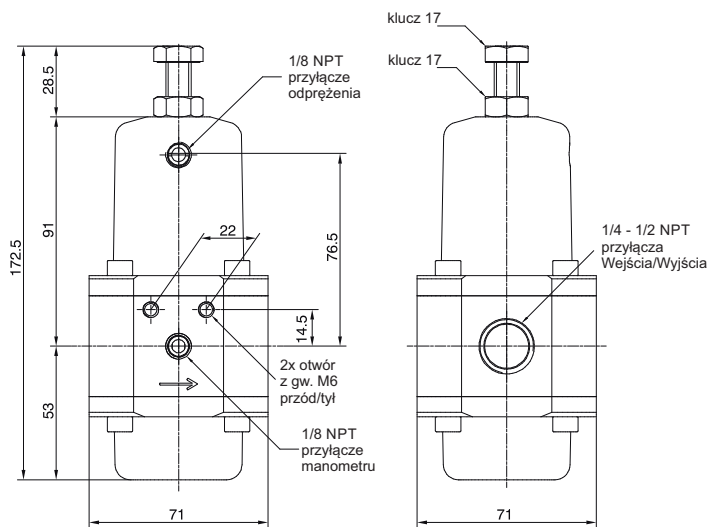 klucz 17
klucz 17
1/8 NPT
przyłącze
odprężenia
28.5
91
172.5
53
22
76.5
14.5
2x otwór
z gw. M6
przód/tył
1/8 NPT
przyłącze
manometru
71
1/4 - 1/2 NPT
przyłącza
Wejścia/Wyjścia
71